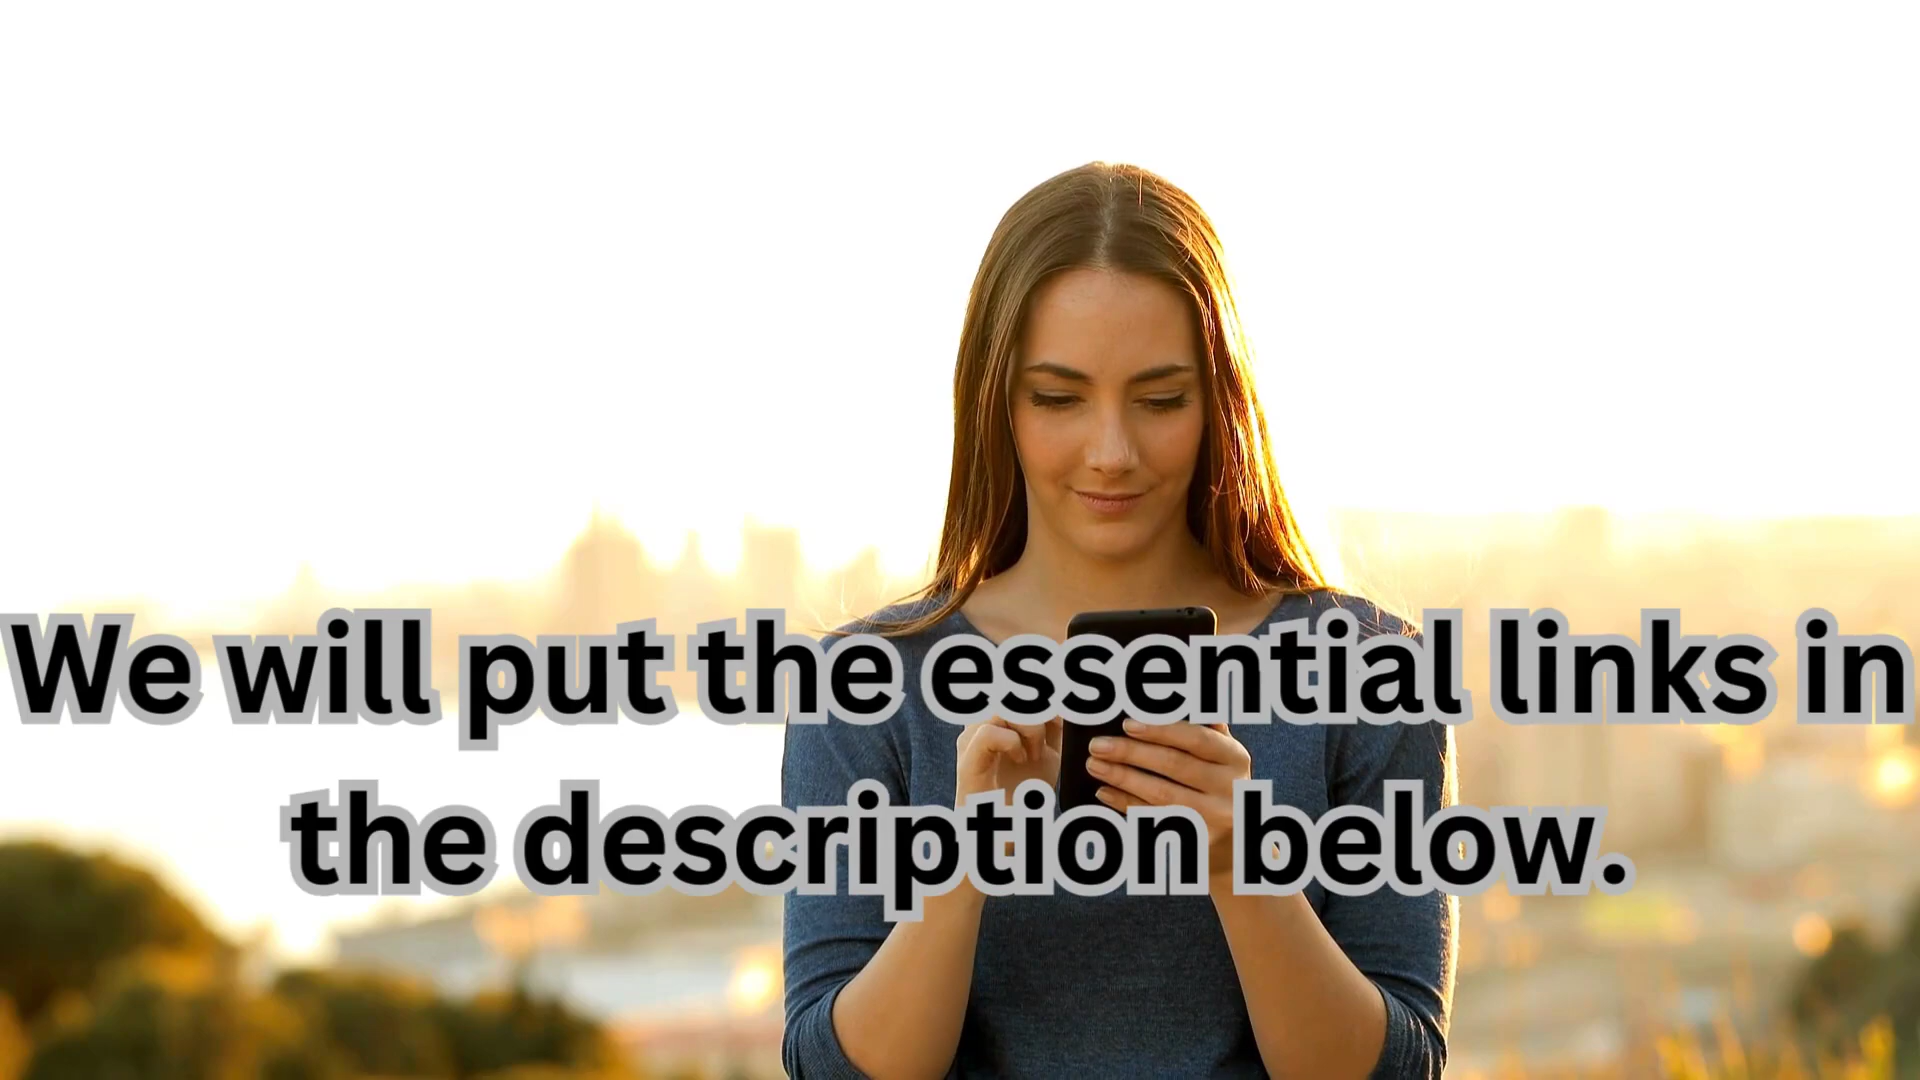 We will put the essential links in
the description below.